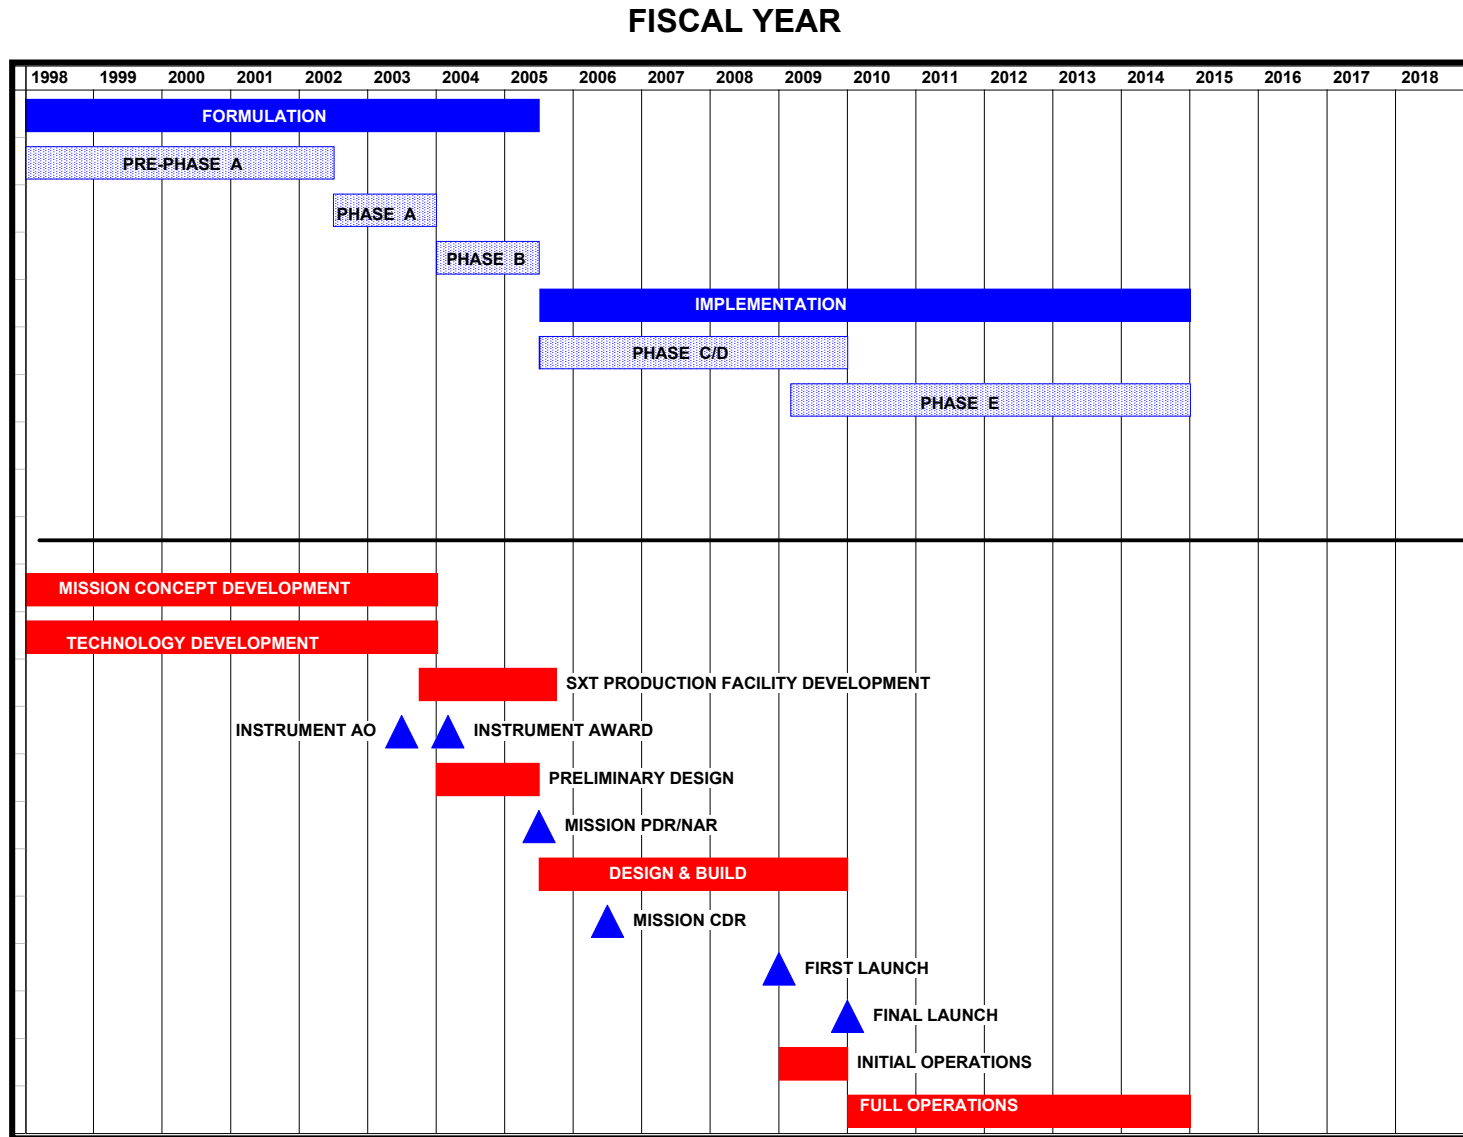 FISCAL YEAR
1998 1999 2000 2001 2002 2003 2004 2005 2006 2007 2008 2009 2010 2011 2012 2013 2014 2015 2016 2017 2018
FORMULATION
PRE-PHASE A
PHASE A
PHASE B
IMPLEMENTATION
PHASE C/D
PHASE E
MISSION CONCEPT DEVELOPMENT
TECHNOLOGY DEVELOPMENT
SXT PRODUCTION FACILITY DEVELOPMENT
INSTRUMENT AO INSTRUMENT AWARD
PRELIMINARY DESIGN
MISSION PDR/NAR
DESIGN & BUILD
MISSION CDR
FIRST LAUNCH
FINAL LAUNCH
INITIAL OPERATIONS
FULL OPERATIONS